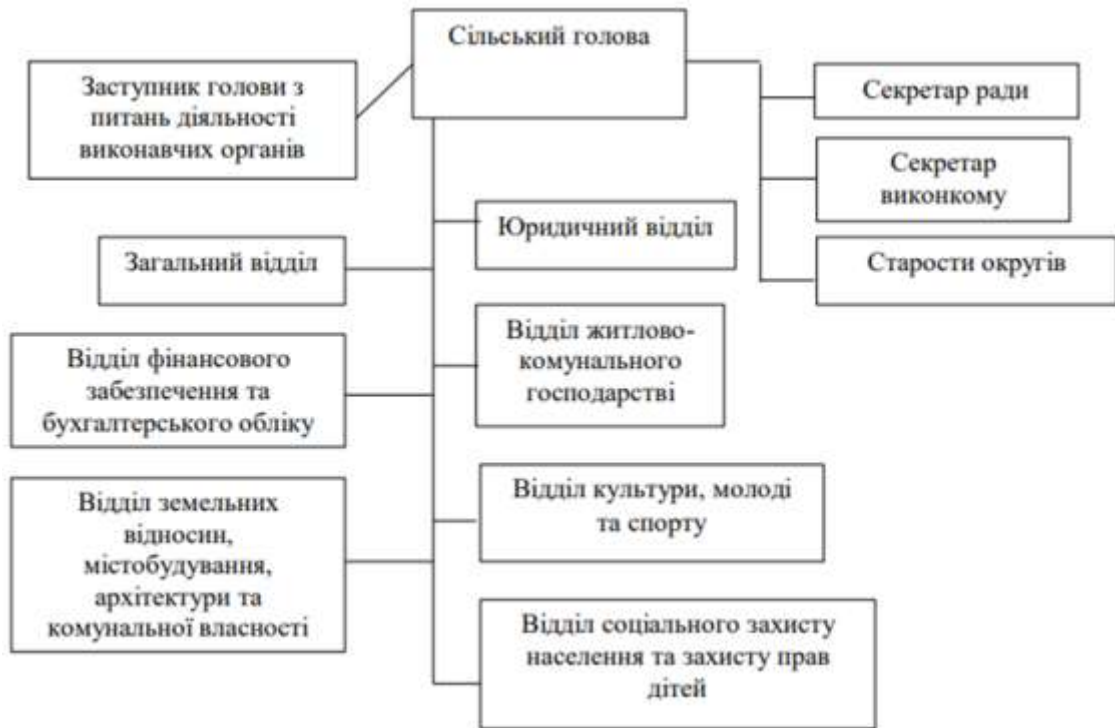 Сільський голова
Заступник голови з
питань діяльності
виконавчих органів
Секретар ради
Секретар
виконкому
Старости округів
Юридичний відділ
Загальний відділ
Відділ житлово-
комунального
господарстві
Відділ фінансового
забезпечення та
бухгалтерського обліку
Відділ культури, молоді
та спорту
Відділ земельних
відносин,
містобудування,
архітектури та
комунальної власності
Відділ соціального захисту
населення та захисту прав
дітей